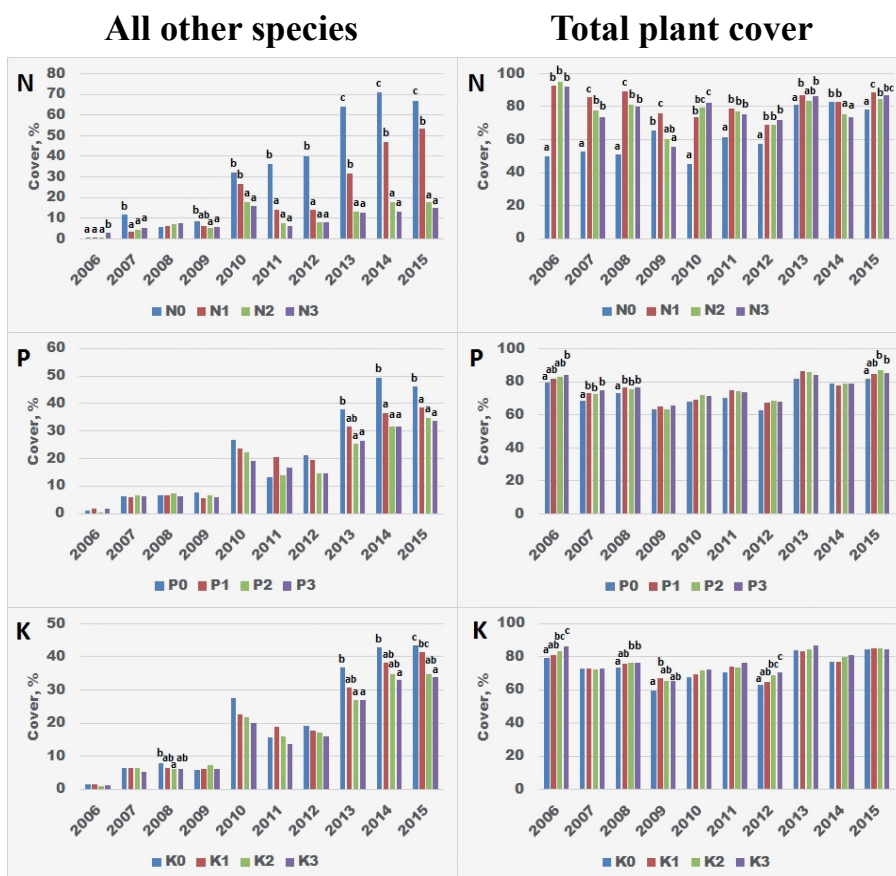 All other species
Total plant cover
N
Cover, %
80
70
60
50
40
30
20
10
0
a a a b
b a a a
b ab a a
b b a a
b a a a
b a a a
c b a a
c b a a
c b a a
2006 2007 2008 2009 2010 2011 2012 2013 2014 2015
N0 N1 N2 N3
N
Cover, %
100
80
60
40
20
0
a b b b
a c b b
a c b b
b c ab a
a b bc c
a b b b
a b b b
a b ab b
b b a a
a c b bc
2006 2007 2008 2009 2010 2011 2012 2013 2014 2015
N0 N1 N2 N3
P
Cover, %
60
50
40
30
20
10
0
b ab a a
b a a a
b a a a
2006 2007 2008 2009 2010 2011 2012 2013 2014 2015
P0 P1 P2 P3
P
Cover, %
100
80
60
40
20
0
a ab ab b
a b b b
a b b b
a ab b b
2006 2007 2008 2009 2010 2011 2012 2013 2014 2015
P0 P1 P2 P3
K
Cover, %
50
40
30
20
10
0
b ab a ab
b ab a a
b ab ab a
c bc ab a
2006 2007 2008 2009 2010 2011 2012 2013 2014 2015
K0 K1 K2 K3
K
Cover, %
100
80
60
40
20
0
a ab bc c
a ab b b
a b ab ab
a ab bc c
2006 2007 2008 2009 2010 2011 2012 2013 2014 2015
K0 K1 K2 K3